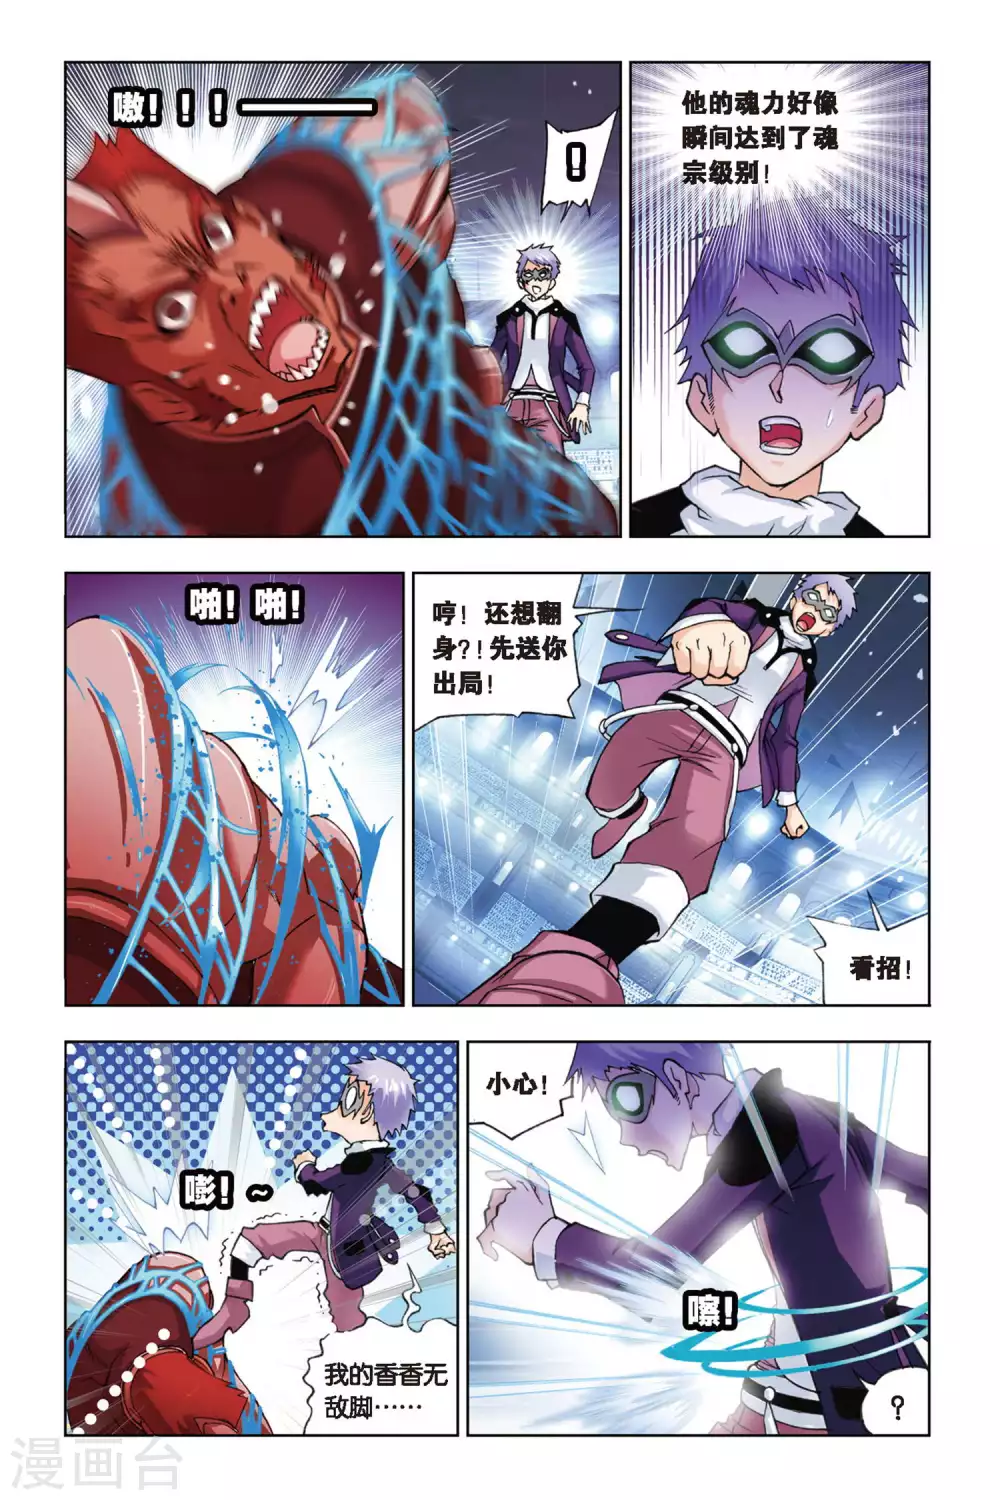 嗷！！！
！
他的魂力好像
瞬间达到了魂
宗级别！
啪！啪！
哼！还想翻
身？！先送你
出局！
看招！
嘭！~
我的香香无
敌脚……
小心！
嚓！
？
漫画台